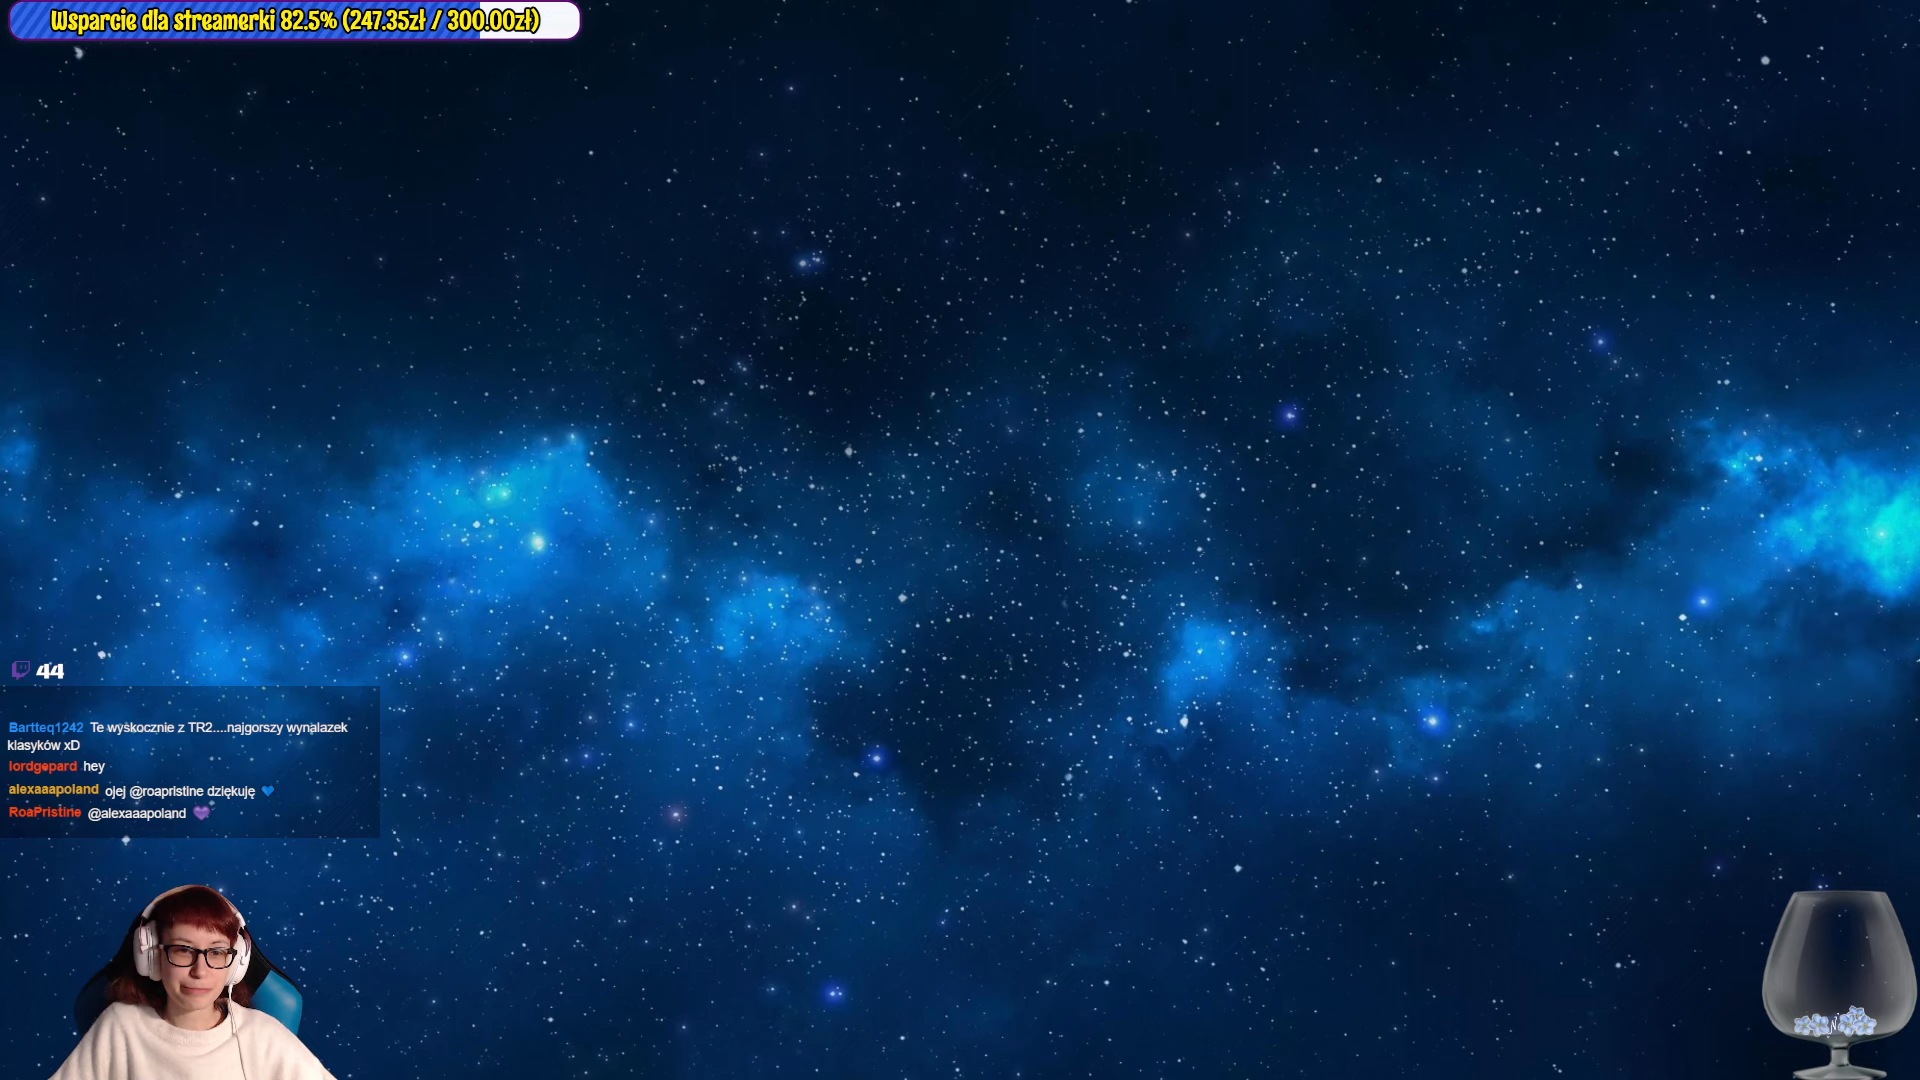 Wsparcie dla streamerki 82.5% (247.35zł / 300.00zł)
44
Bartteq1242 Te wyskocznie z TR2....najgorszy wynalazek
klasyków xD
lordgepard hey
alexaaapoland ojej @roapristine dziękuję
RoaPristine @alexaaapoland